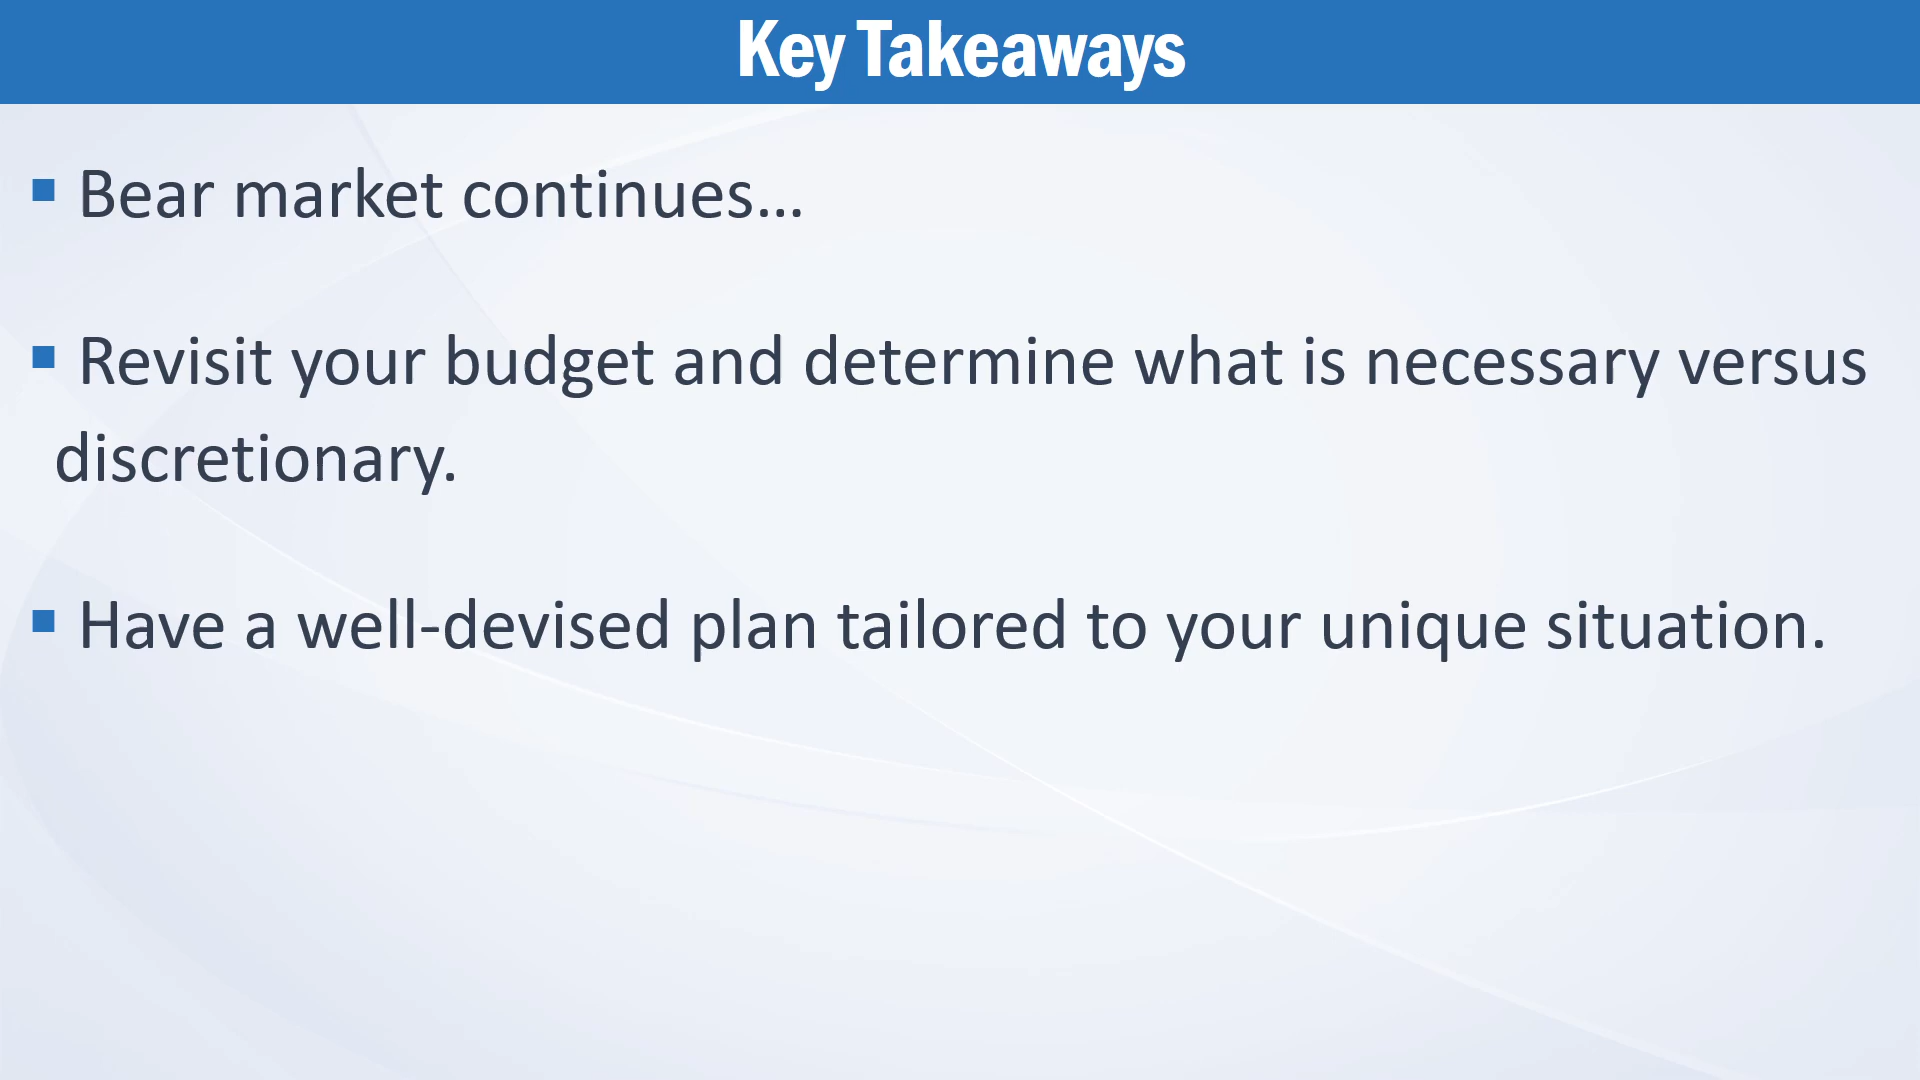 Key Takeaways
▪ Bear market continues…
▪ Revisit your budget and determine what is necessary versus
discretionary.
▪ Have a well-devised plan tailored to your unique situation.